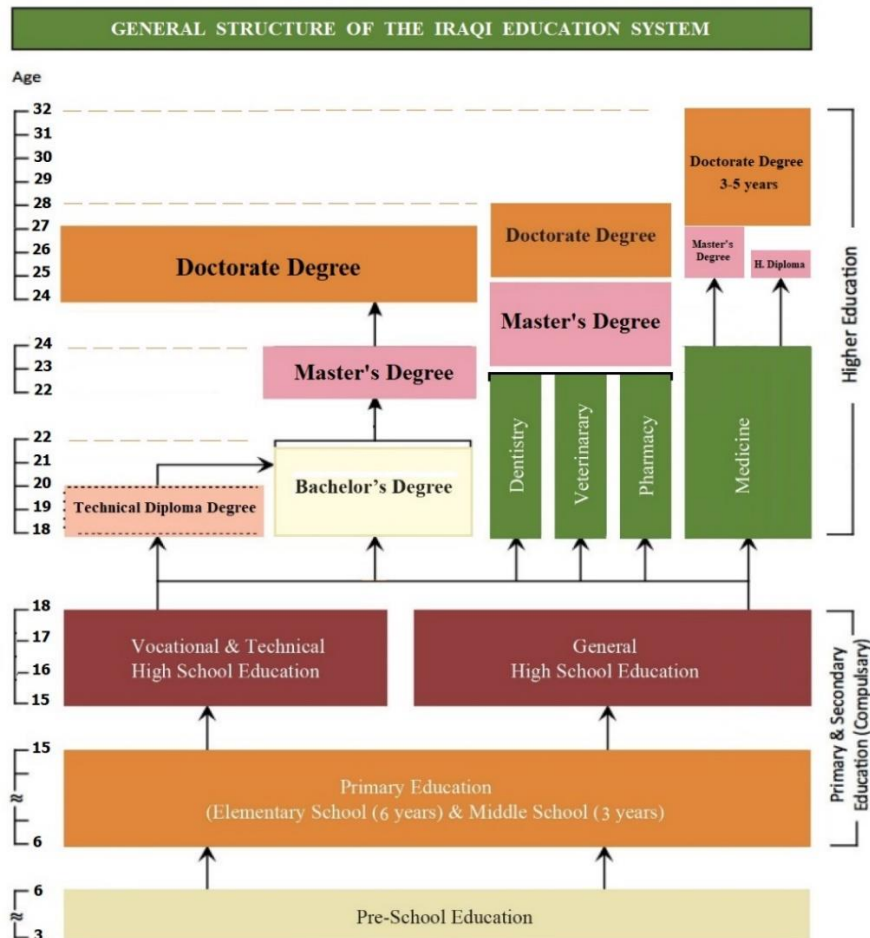 GENERAL STRUCTURE OF THE IRAQI EDUCATION SYSTEM
Age
32
31
30
29
28
27
26
25
24
24
23
22
22
21
20
19
18
18
17
16
15
15
6
6
3
Doctorate Degree
3-5 years
Master's
Degree
H. Diploma
Doctorate Degree
Master's Degree
Doctorate Degree
Master's Degree
Bachelor's Degree
Technical Diploma Degree
Dentistry
Veterinarary
Pharmacy
Medicine
Higher Education
Vocational & Technical
High School Education
General
High School Education
Primary & Secondary
Education (Compulsary)
Primary Education
(Elementary School (6 years) & Middle School (3 years)
Pre-School Education